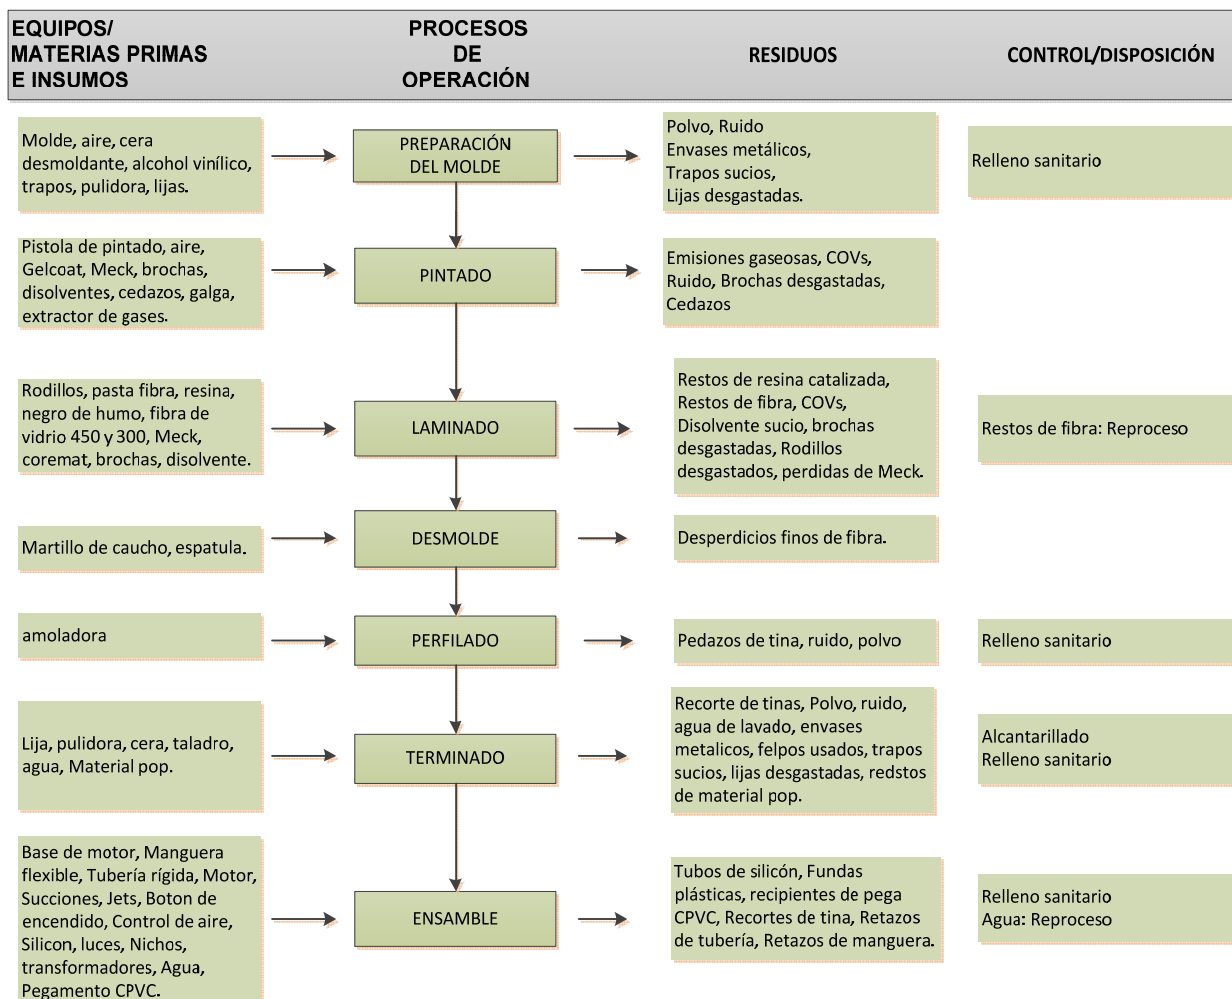 EQUIPOS/
MATERIAS PRIMAS
E INSUMOS
PROCESOS
DE
OPERACIÓN
RESIDUOS
CONTROL/DISPOSICIÓN
Molde, aire, cera
desmoldante, alcohol vinílico,
trapos, pulidora, lijas.
PREPARACIÓN
DEL MOLDE
Polvo, Ruido
Envases metálicos,
Trapos sucios,
Lijas desgastadas.
Relleno sanitario
Pistola de pintado, aire,
Gelcoat, Meck, brochas,
disolventes, cedazos, galga,
extractor de gases.
PINTADO
Emisiones gaseosas, COVs,
Ruido, Brochas desgastadas,
Cedazos
Rodillos, pasta fibra, resina,
negro de humo, fibra de
vidrio 450 y 300, Meck,
coremat, brochas, disolvente.
LAMINADO
Restos de resina catalizada,
Restos de fibra, COVs,
Disolvente sucio, brochas
desgastadas, Rodillos
desgastados, perdidas de Meck.
Restos de fibra: Reproceso
Martillo de caucho, espatula.
DESMOLDE
Desperdicios finos de fibra.
amoladora
PERFILADO
Pedazos de tina, ruido, polvo
Relleno sanitario
Lija, pulidora, cera, taladro,
agua, Material pop.
TERMINADO
Recorte de tinas, Polvo, ruido,
agua de lavado, envases
metalicos, felpos usados, trapos
sucios, lijas desgastadas, redstos
de material pop.
Alcantarillado
Relleno sanitario
Base de motor, Manguera
flexible, Tubería rígida, Motor,
Succiones, Jets, Boton de
encendido, Control de aire,
Silicon, luces, Nichos,
transformadores, Agua,
Pegamento CPVC.
ENSAMBLE
Tubos de silicón, Fundas
plásticas, recipientes de pega
CPVC, Recortes de tina, Retazos
de tubería, Retazos de manguera.
Relleno sanitario
Agua: Reproceso